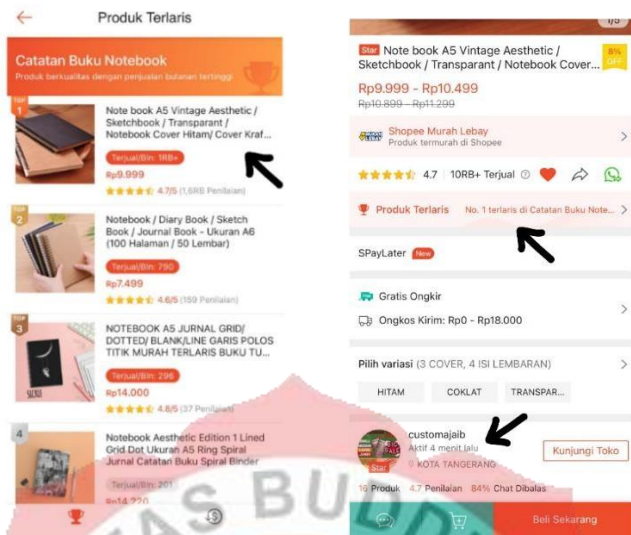 Produk Terlaris
Catatan Buku Notebook
Produk berkualitas dengan penjualan bulanan tertinggi
TOP
1
Note book A5 Vintage Aesthetic /
Sketchbook / Transparant /
Notebook Cover Hitam/ Cover Kraf...
Terjual/Bln: 1RB+
Rp9.999
4.7/5 (1,6RB Penilaian)
TOP
2
Notebook / Diary Book / Sketch
Book / Journal Book - Ukuran A6
(100 Halaman / 50 Lembar)
Terjual/Bln: 790
Rp7.499
4.6/5 (159 Penilaian)
TOP
3
NOTEBOOK A5 JURNAL GRID/
DOTTED/ BLANK/LINE GARIS POLOS
TITIK MURAH TERLARIS BUKU TU...
Terjual/Bln: 296
Rp14.000
4.8/5 (37 Penilaian)
4
Notebook Aesthetic Edition 1 Lined
Grid Dot Ukuran A5 Ring Spiral
Jurnal Catatan Buku Spiral Binder
Terjual/Bln: 201
Rp14.220
1/5
Star Note book A5 Vintage Aesthetic /
Sketchbook / Transparant / Notebook Cover...
8%
OFF
Rp9.999 - Rp10.499
Rp10.899 - Rp11.299
Shopee Murah Lebay
Produk termurah di Shopee
4.7 10RB+ Terjual
Produk Terlaris No. 1 terlaris di Catatan Buku Note...
SPayLater New
Gratis Ongkir
Ongkos Kirim: Rp0 - Rp18.000
Pilih variasi (3 COVER, 4 ISI LEMBARAN)
HITAM COKLAT TRANSPAR...
customajaib
Aktif 4 menit lalu
KOTA TANGERANG
Star
Kunjungi Toko
16 Produk 4.7 Penilaian 84% Chat Dibalas
Beli Sekarang